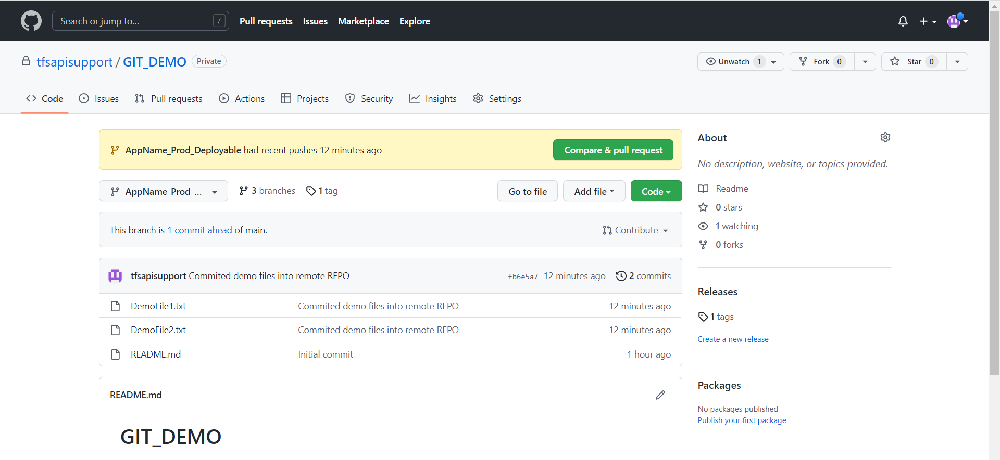 Search or jump to... /
Pull requests Issues Marketplace Explore
tfsapisupport / GIT_DEMO Private
Unwatch 1 Fork 0 Star 0
Code Issues Pull requests Actions Projects Security Insights Settings
AppName_Prod_Deployable had recent pushes 12 minutes ago
Compare & pull request
AppName_Prod_... 3 branches 1 tag
Go to file Add file Code
This branch is 1 commit ahead of main.
Contribute
tfsapisupport Commited demo files into remote REPO fb6e5a7 12 minutes ago 2 commits
DemoFile1.txt Commited demo files into remote REPO 12 minutes ago
DemoFile2.txt Commited demo files into remote REPO 12 minutes ago
README.md Initial commit 1 hour ago
README.md
GIT_DEMO
About
No description, website, or topics provided.
Readme
0 stars
1 watching
0 forks
Releases
1 tags
Create a new release
Packages
No packages published
Publish your first package